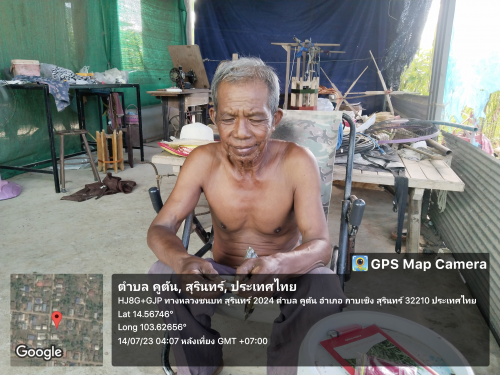 GPS Map Camera
ตำบล คูตัน, สุรินทร์, ประเทศไทย
HJ8G+GJP ทางหลวงชนบท สุรินทร์ 2024 ตำบล คูตัน อำเภอ กาบเชิง สุรินทร์ 32210 ประเทศไทย
Lat 14.56746°
Long 103.62656°
14/07/23 04:07 หลังเที่ยง GMT +07:00
Google